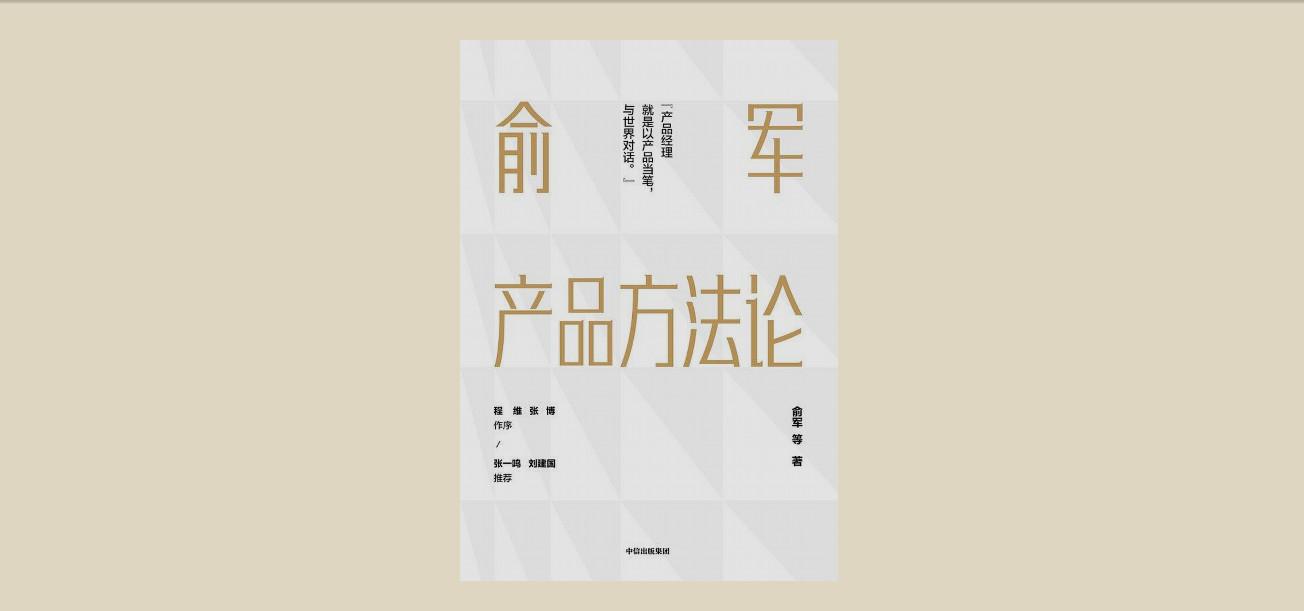 俞军
「产品经理
就是以产品当笔，
与世界对话。」
产品方法论
程 维 张 博
作序
/
张一鸣 刘建国
推荐
俞军 等 著
中信出版集团